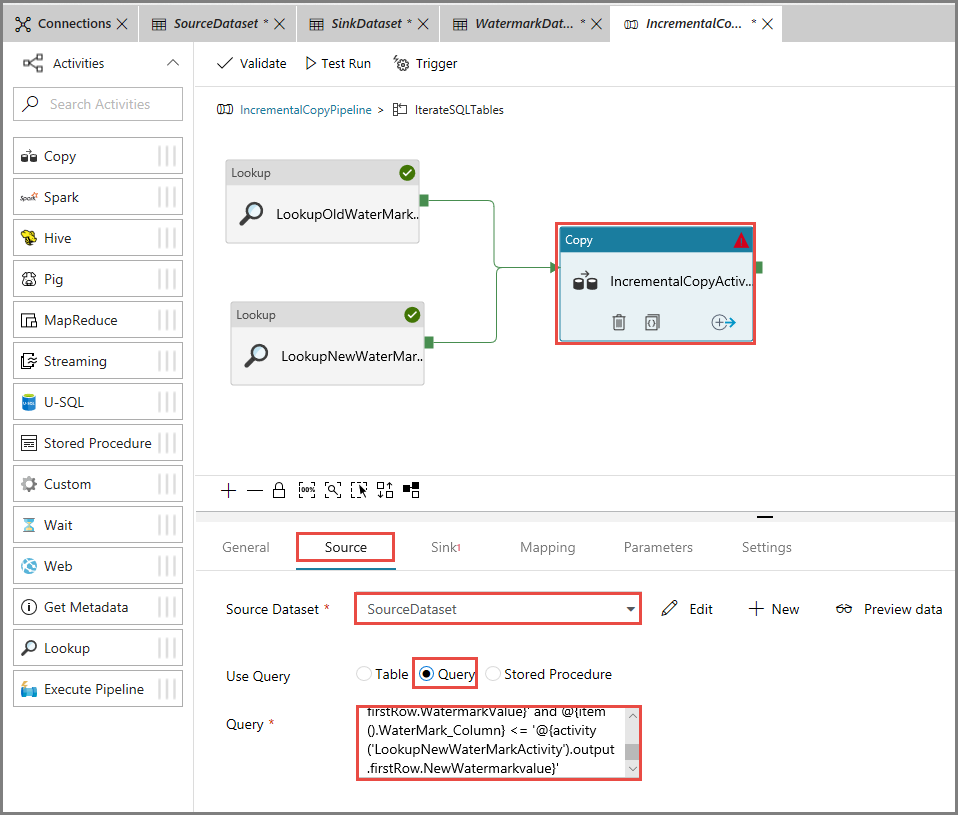 Connections
SourceDataset *
SinkDataset *
WatermarkDat... *
IncrementalCo... *
Activities
Validate
Test Run
Trigger
Search Activities
IncrementalCopyPipeline > IterateSQLTables
Copy
Spark
Hive
Pig
MapReduce
Streaming
U-SQL
Stored Procedure
Custom
Wait
Web
Get Metadata
Lookup
Execute Pipeline
Lookup
LookupOldWaterMark..
Lookup
LookupNewWaterMar..
Copy
IncrementalCopyActiv...
100%
General
Source
Sink1
Mapping
Parameters
Settings
Source Dataset *
SourceDataset
Edit
New
Preview data
Use Query
Table
Query
Stored Procedure
Query *
firstRow.WatermarkValue}' and @{item
().WaterMark_Column} <= '@{activity
('LookupNewWaterMarkActivity').output
.firstRow.NewWatermarkvalue}'